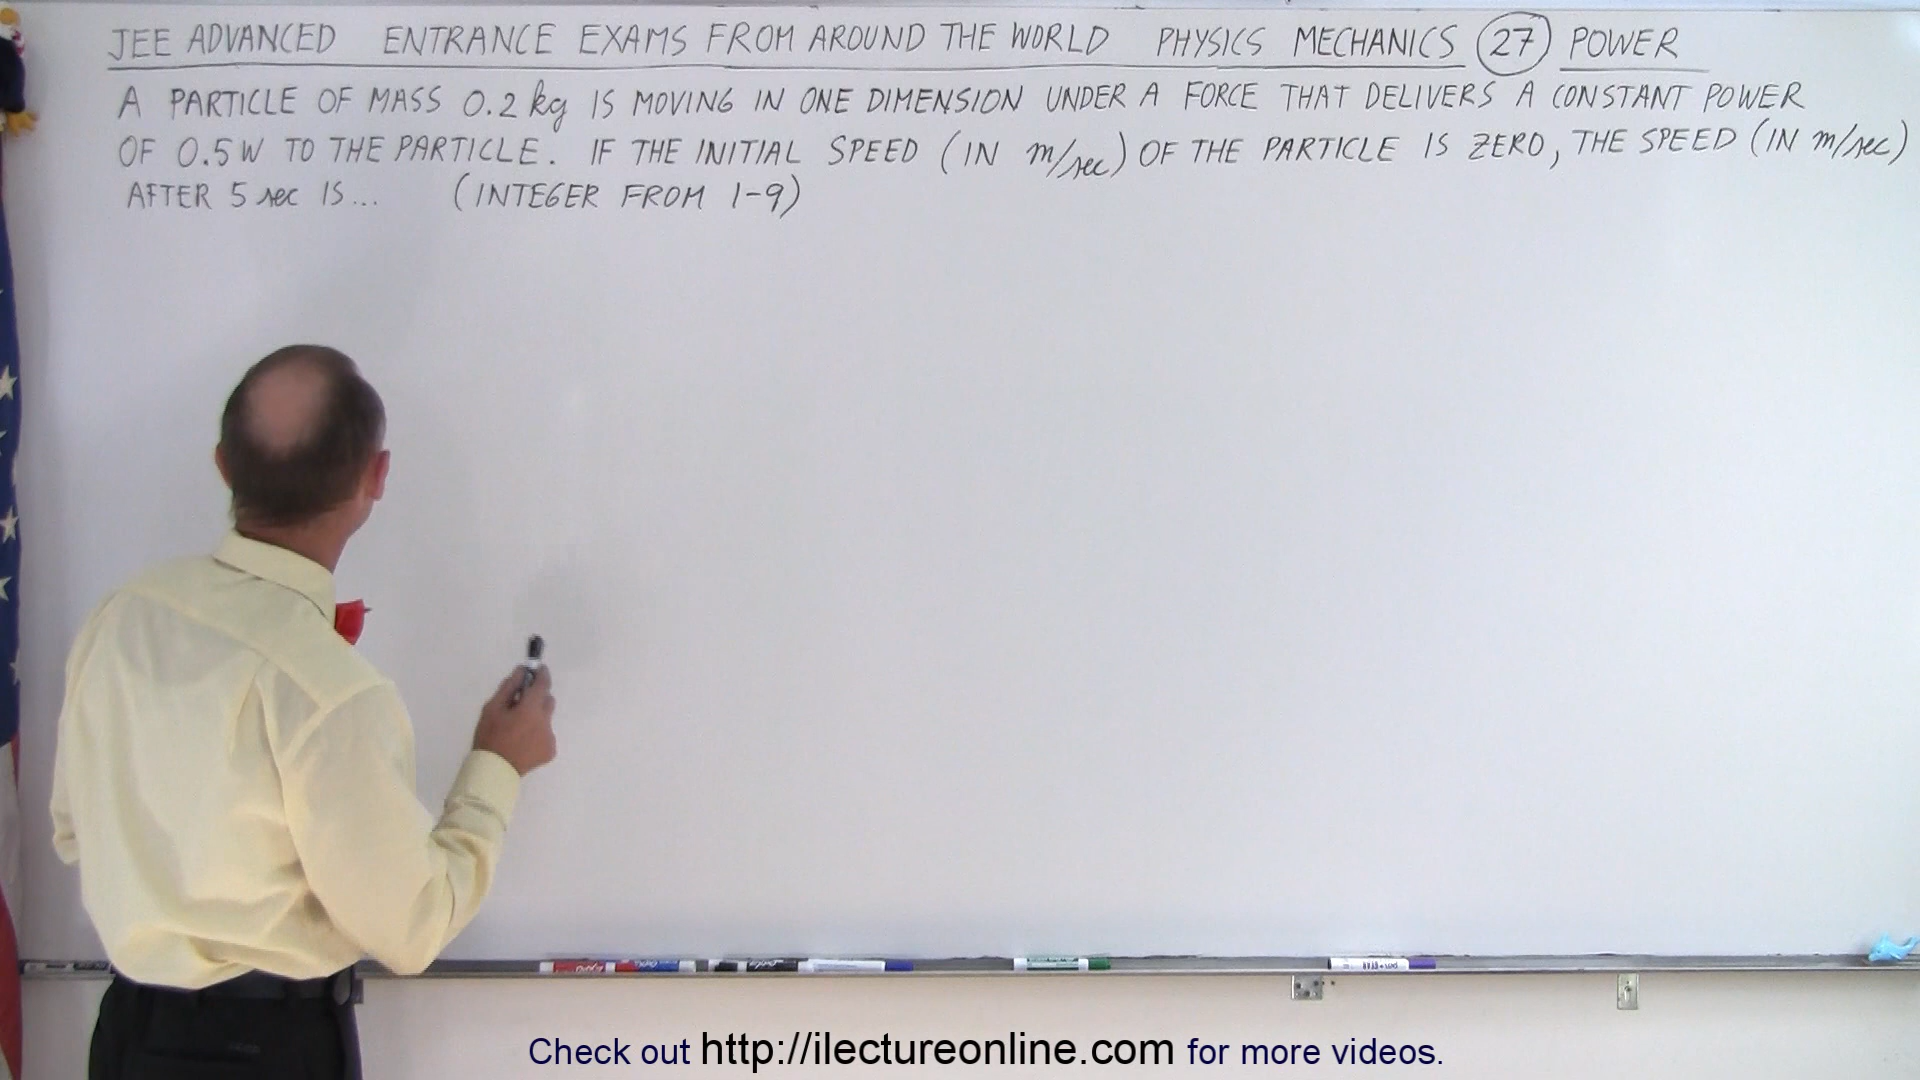 JEE ADVANCED ENTRANCE EXAMS FROM AROUND THE WORLD PHYSICS MECHANICS 27 POWER
A PARTICLE OF MASS 0.2 kg IS MOVING IN ONE DIMENSION UNDER A FORCE THAT DELIVERS A CONSTANT POWER
OF 0.5W TO THE PARTICLE. IF THE INITIAL SPEED (IN m/sec) OF THE PARTICLE IS ZERO, THE SPEED (IN m/sec)
AFTER 5 sec IS... (INTEGER FROM 1-9)
Check out http://ilectureonline.com for more videos.